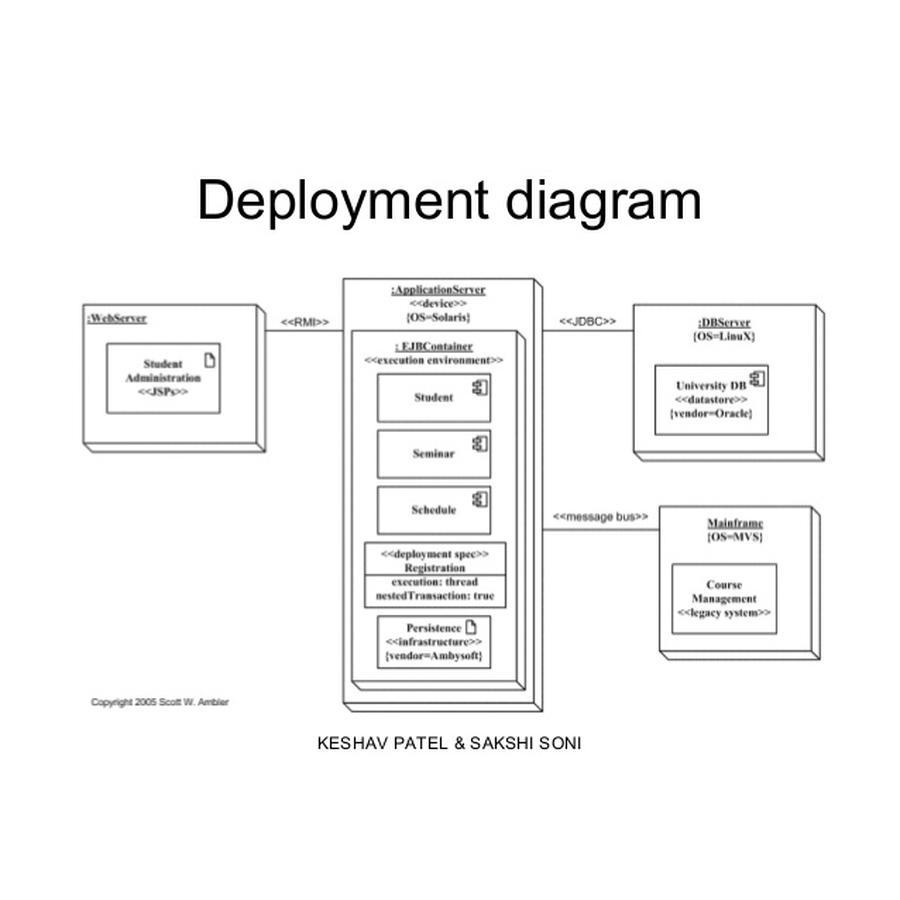 Deployment diagram
:WebServer
Student
Administration
<<JSPs>>
<<RMI>>
:ApplicationServer
<<device>>
{OS=Solaris}
: EJBContainer
<<execution environment>>
Student
Seminar
Schedule
<<deployment spec>>
Registration
execution: thread
nestedTransaction: true
Persistence
<<infrastructure>>
{vendor=Ambysoft}
<<JDBC>>
:DBServer
{OS=LinuX}
University DB
<<datastore>>
{vendor=Oracle}
<<message bus>>
Mainframe
{OS=MVS}
Course
Management
<<legacy system>>
Copyright 2005 Scott W. Ambler
KESHAV PATEL & SAKSHI SONI